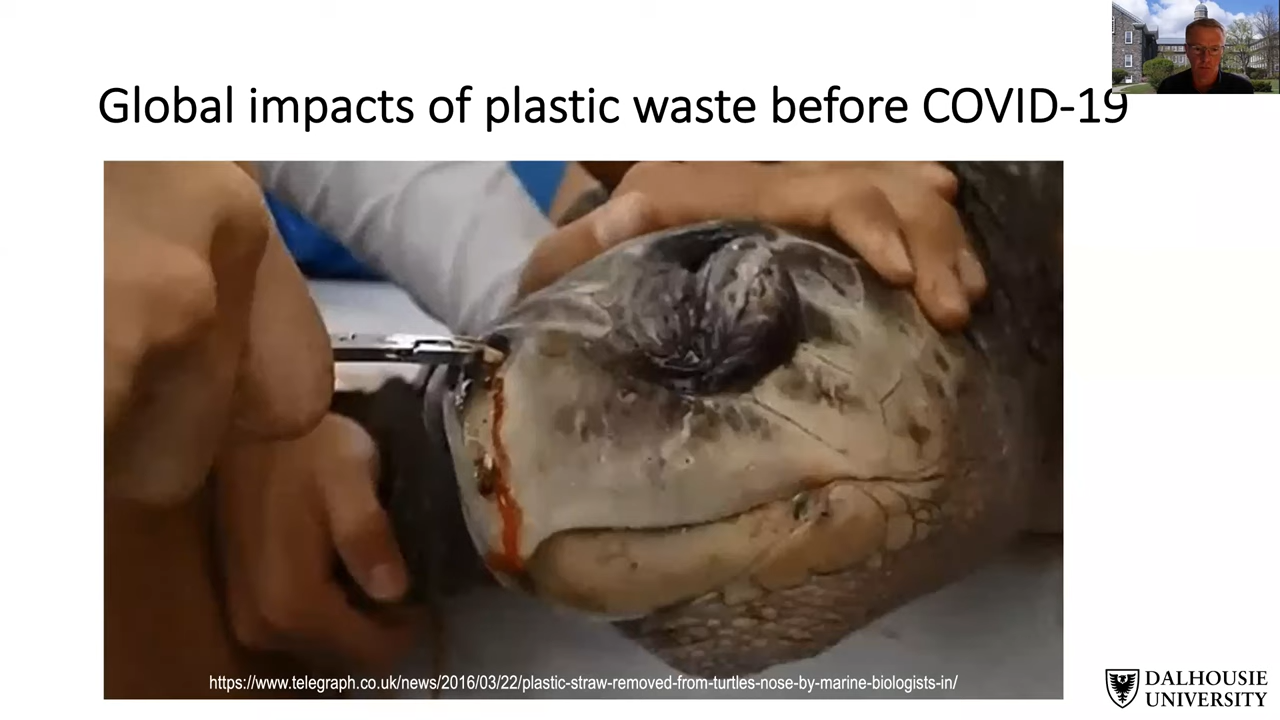 Global impacts of plastic waste before COVID-19
https://www.telegraph.co.uk/news/2016/03/22/plastic-straw-removed-from-turtles-nose-by-marine-biologists-in/
DALHOUSIE
UNIVERSITY